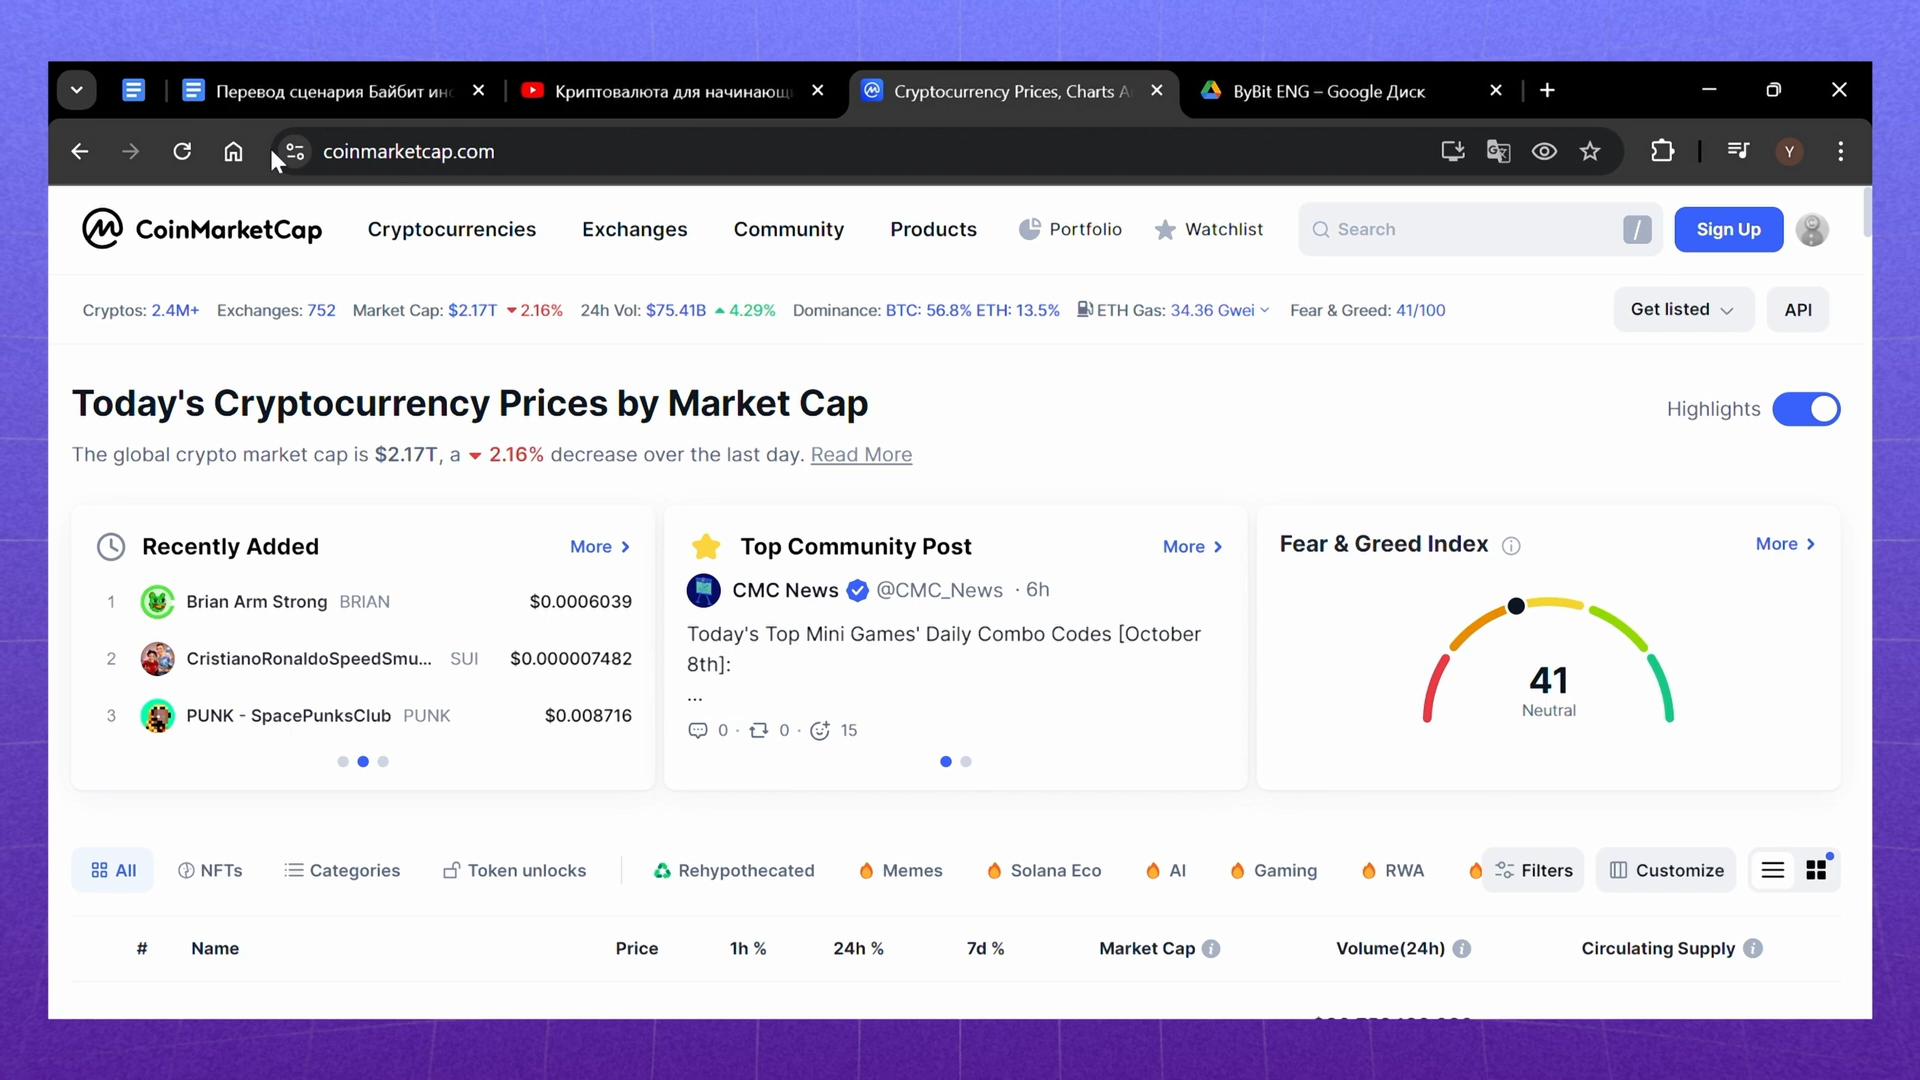 Перевод сценария Байбит инс
Криптовалюта для начинающи
Cryptocurrency Prices, Charts A
ByBit ENG – Google Диск
coinmarketcap.com
Y
CoinMarketCap
Cryptocurrencies
Exchanges
Community
Products
Portfolio
Watchlist
Search
/
Sign Up
Cryptos: 2.4M+ Exchanges: 752 Market Cap: $2.17T 2.16% 24h Vol: $75.41B 4.29% Dominance: BTC: 56.8% ETH: 13.5% ETH Gas: 34.36 Gwei Fear & Greed: 41/100
Get listed
API
Today's Cryptocurrency Prices by Market Cap
Highlights
The global crypto market cap is $2.17T, a 2.16% decrease over the last day. Read More
Recently Added
More
1 Brian Arm Strong BRIAN $0.0006039
2 CristianoRonaldoSpeedSmu... SUI $0.000007482
3 PUNK - SpacePunksClub PUNK $0.008716
Top Community Post
More
CMC News @CMC_News · 6h
Today's Top Mini Games' Daily Combo Codes [October
8th]:
...
0 · 0 · 15
Fear & Greed Index
More
41
Neutral
All
NFTs
Categories
Token unlocks
Rehypothecated
Memes
Solana Eco
AI
Gaming
RWA
Filters
Customize
# Name Price 1h % 24h % 7d % Market Cap Volume(24h) Circulating Supply